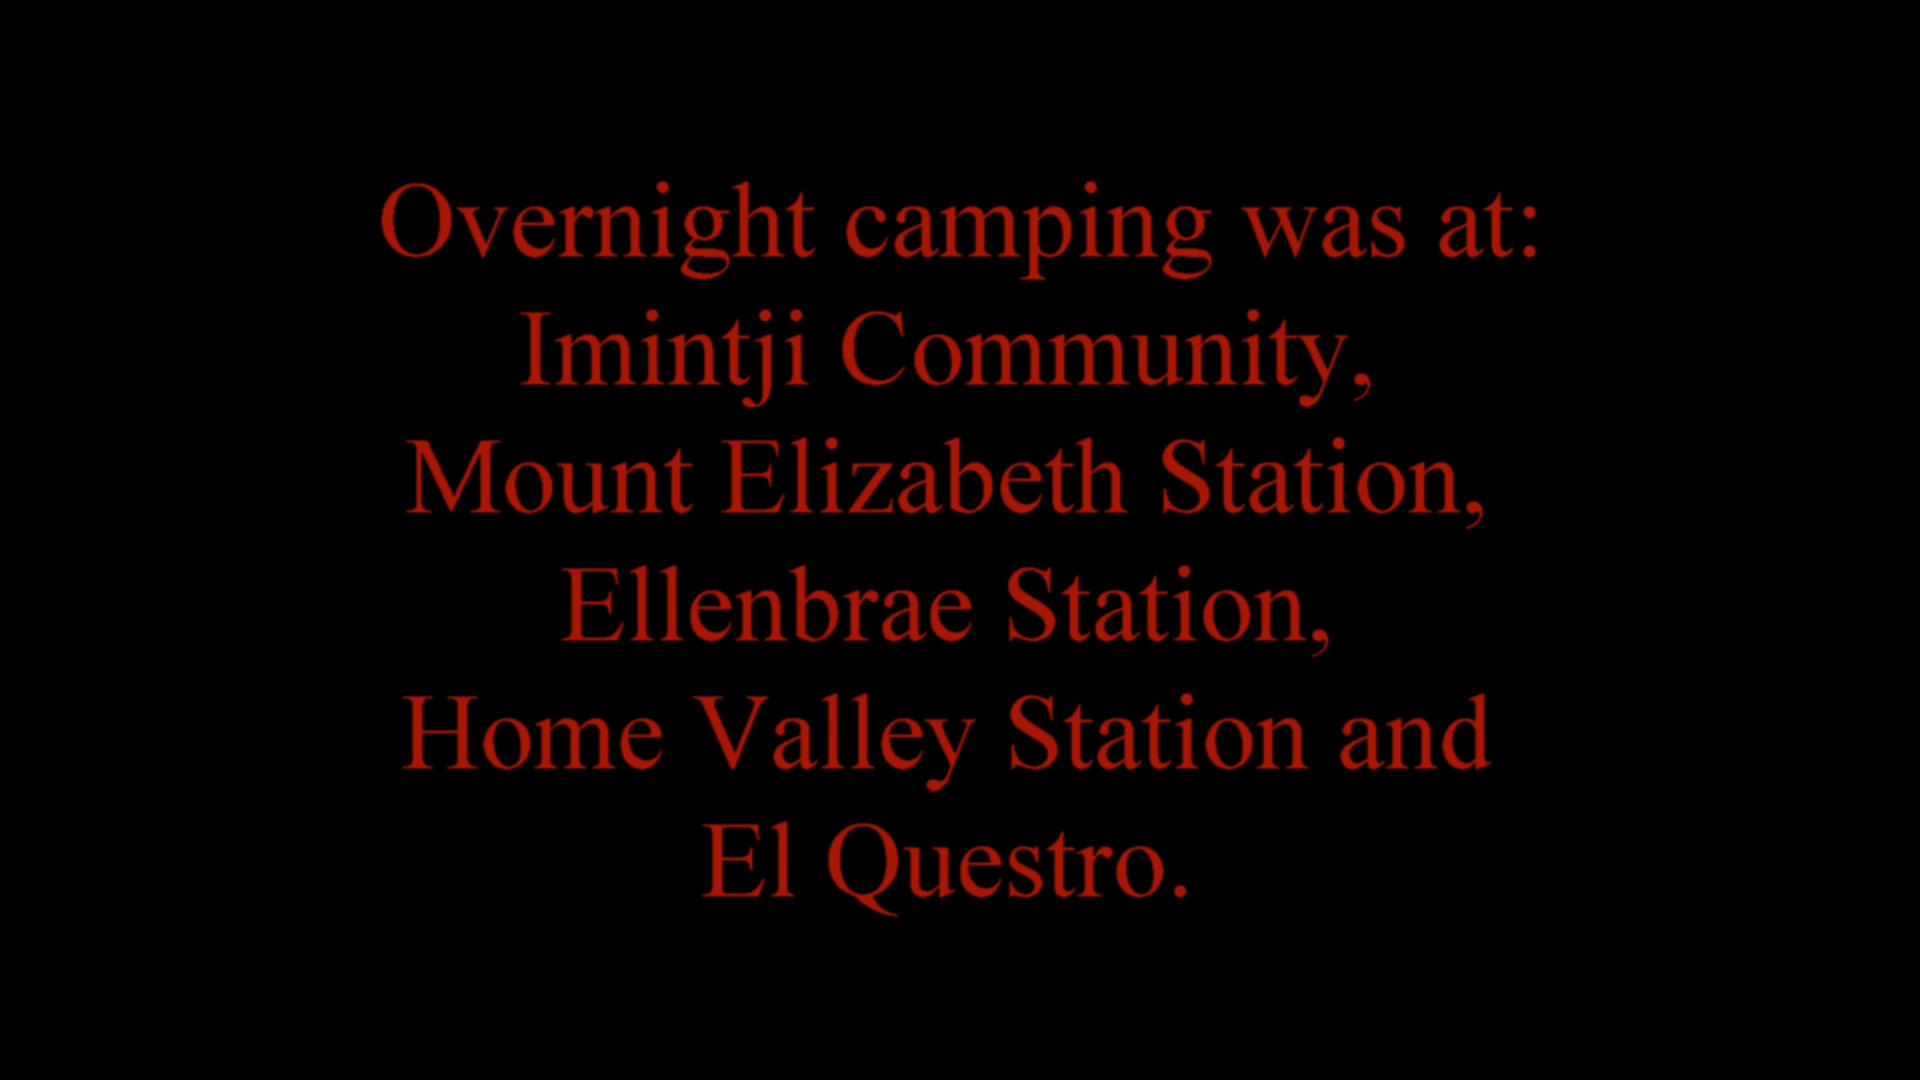 Overnight camping was at:
Imintji Community,
Mount Elizabeth Station,
Ellenbrae Station,
Home Valley Station and
El Questro.